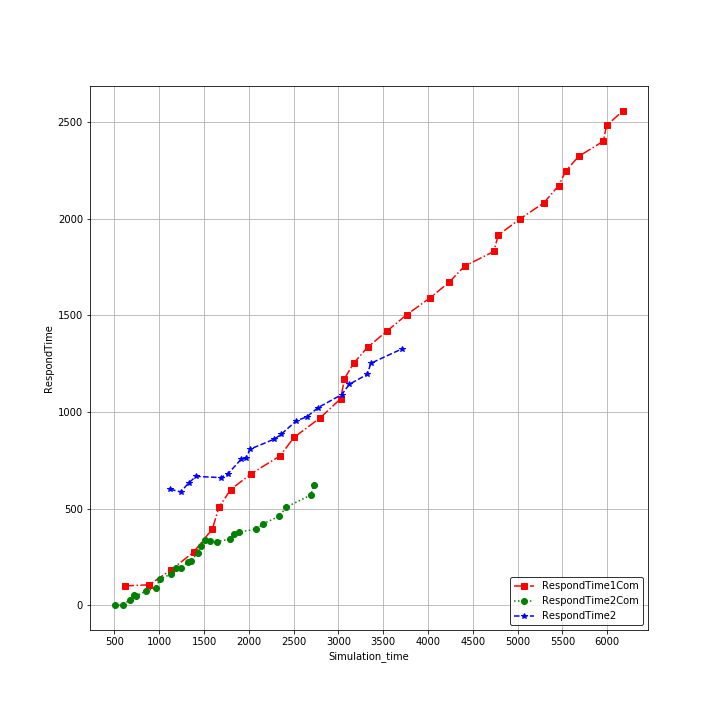 2500
2000
1500
1000
500
0
RespondTime
500 1000 1500 2000 2500 3000 3500 4000 4500 5000 5500 6000
Simulation_time
RespondTime1Com
RespondTime2Com
RespondTime2